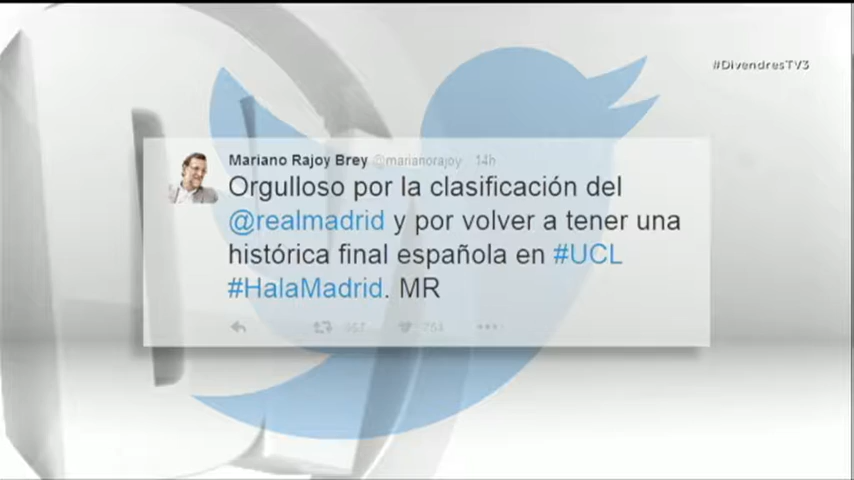 #DivendresTV3
Mariano Rajoy Brey @marianorajoy 14h
Orgulloso por la clasificación del
@realmadrid y por volver a tener una
histórica final española en #UCL
#HalaMadrid. MR